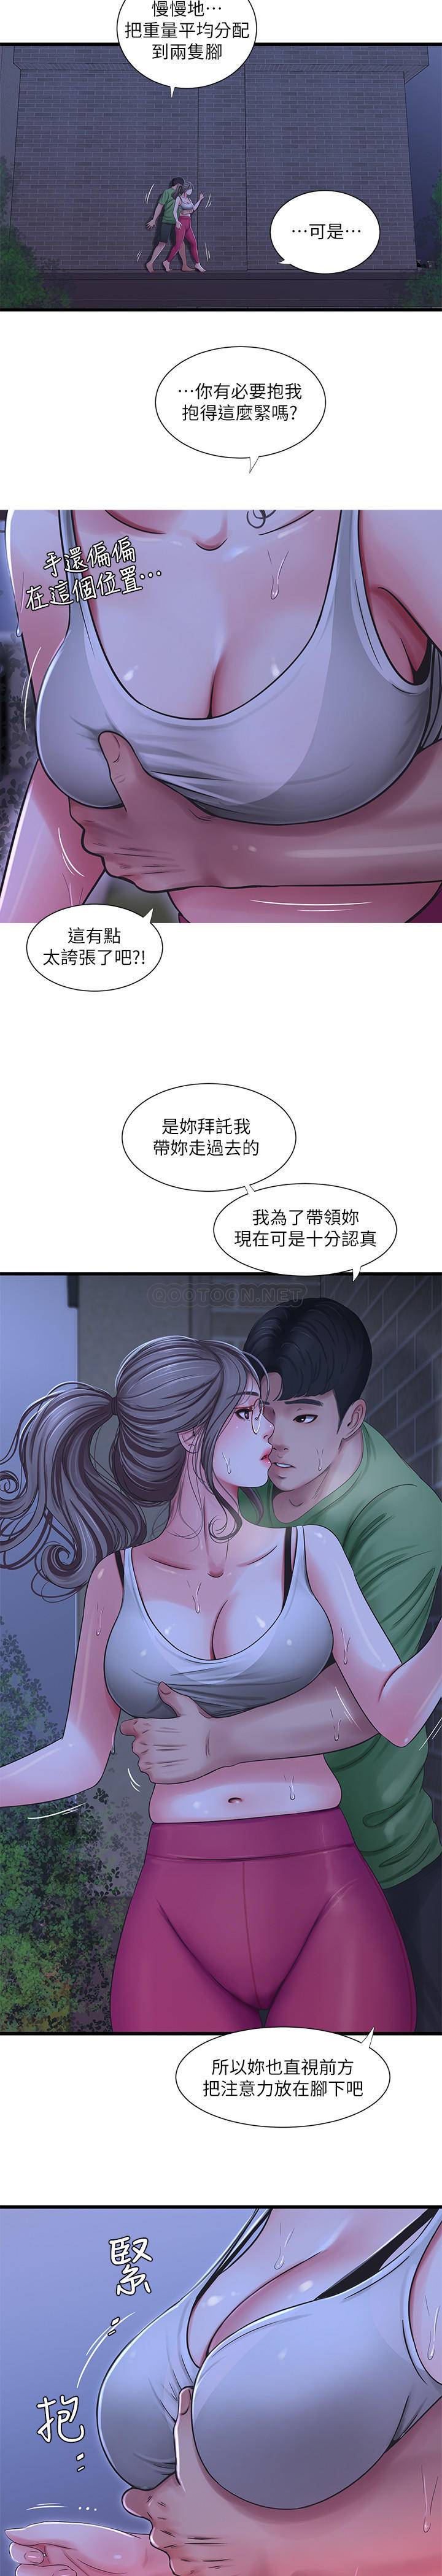 慢慢地…
把重量平均分配
到兩隻腳
…可是…
…你有必要抱我
抱得這麼緊嗎?
手還偏偏
在這個位置…
這有點
太誇張了吧?!
是妳拜託我
帶妳走過去的
我為了帶領妳
現在可是十分認真
QOOTOON.NET
所以妳也直視前方
把注意力放在腳下吧
緊…
抱…